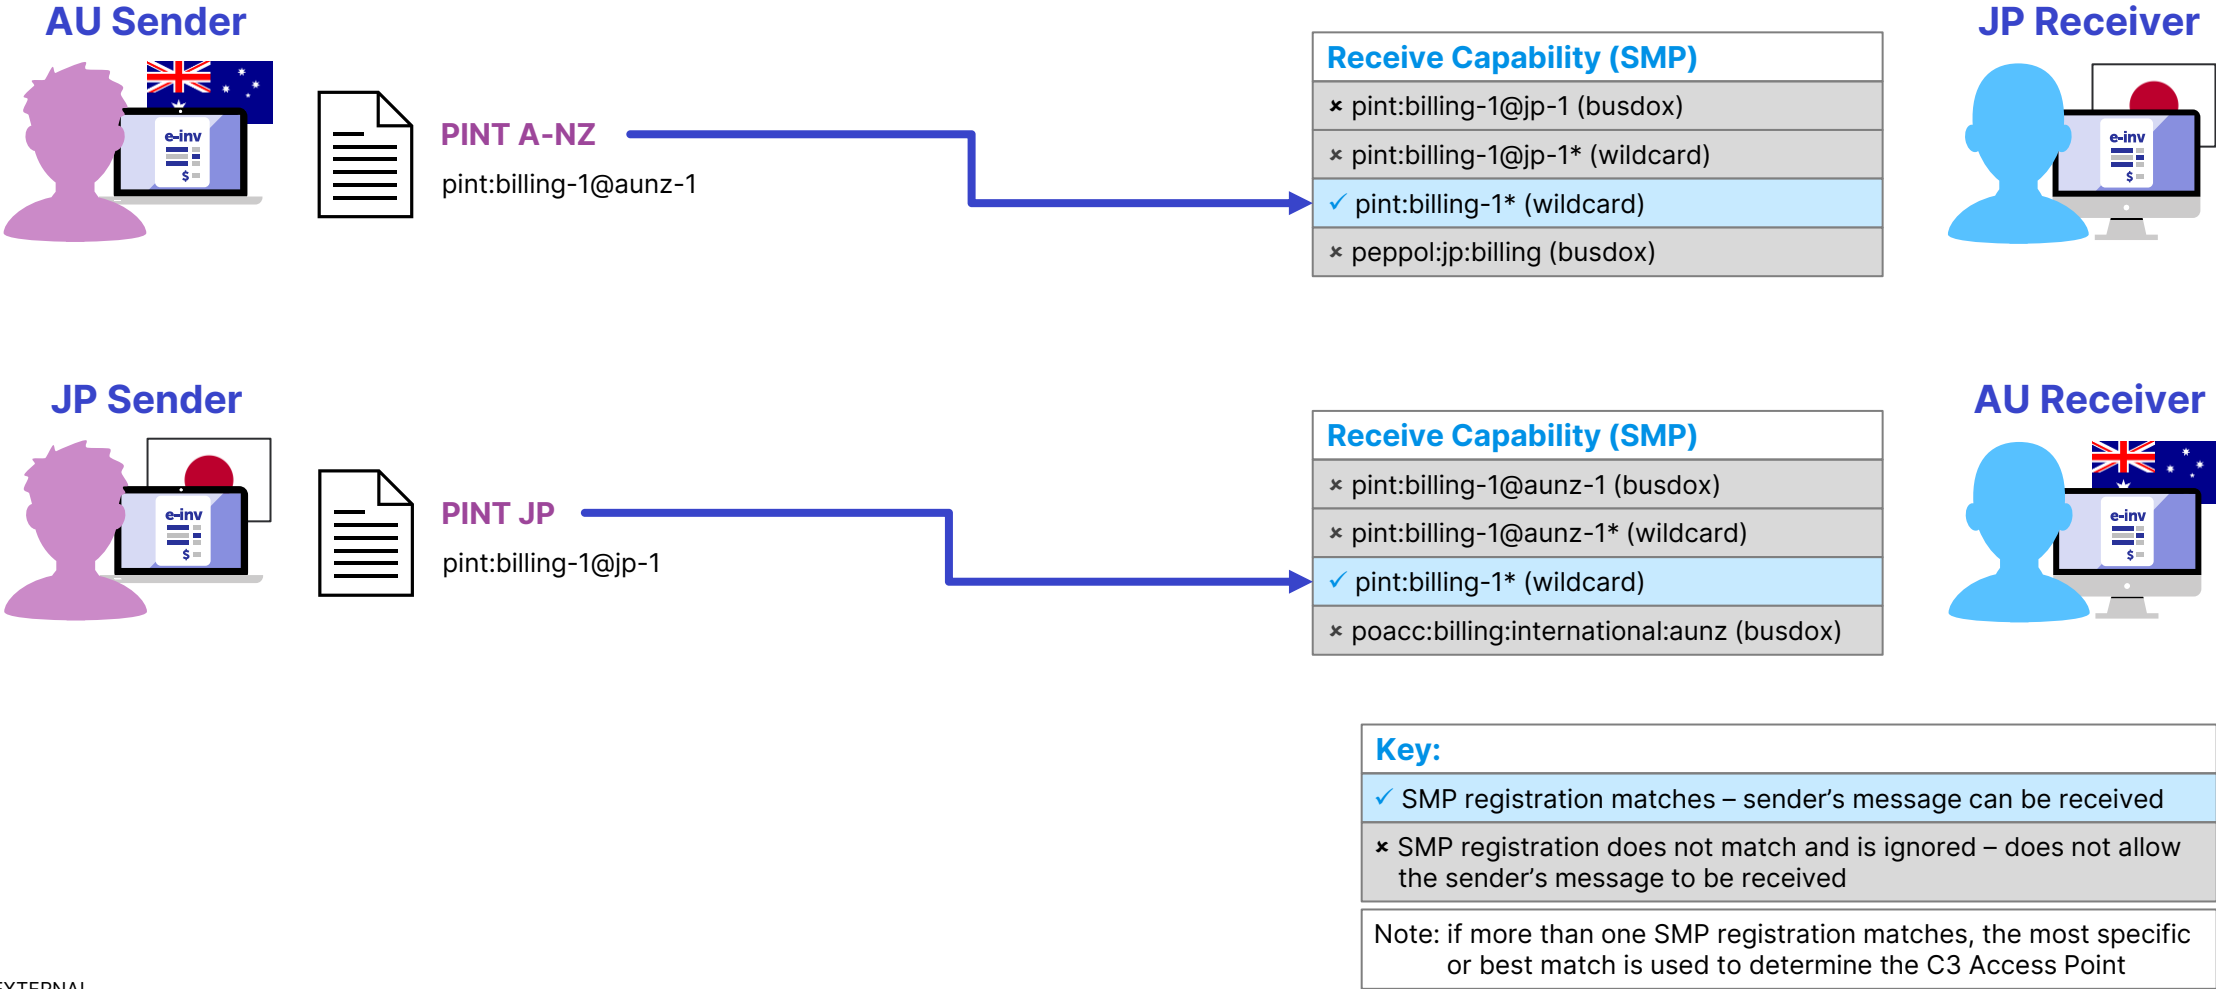 AU Sender
e-inv
$
PINT A-NZ
pint:billing-1@aunz-1
Receive Capability (SMP)
× pint:billing-1@jp-1 (busdox)
× pint:billing-1@jp-1* (wildcard)
✓ pint:billing-1* (wildcard)
× peppol:jp:billing (busdox)
JP Receiver
e-inv
$
JP Sender
e-inv
$
PINT JP
pint:billing-1@jp-1
Receive Capability (SMP)
× pint:billing-1@aunz-1 (busdox)
× pint:billing-1@aunz-1* (wildcard)
✓ pint:billing-1* (wildcard)
× poacc:billing:international:aunz (busdox)
AU Receiver
e-inv
$
Key:
✓ SMP registration matches – sender’s message can be received
× SMP registration does not match and is ignored – does not allow
the sender’s message to be received
Note: if more than one SMP registration matches, the most specific
or best match is used to determine the C3 Access Point
EXTERNAL